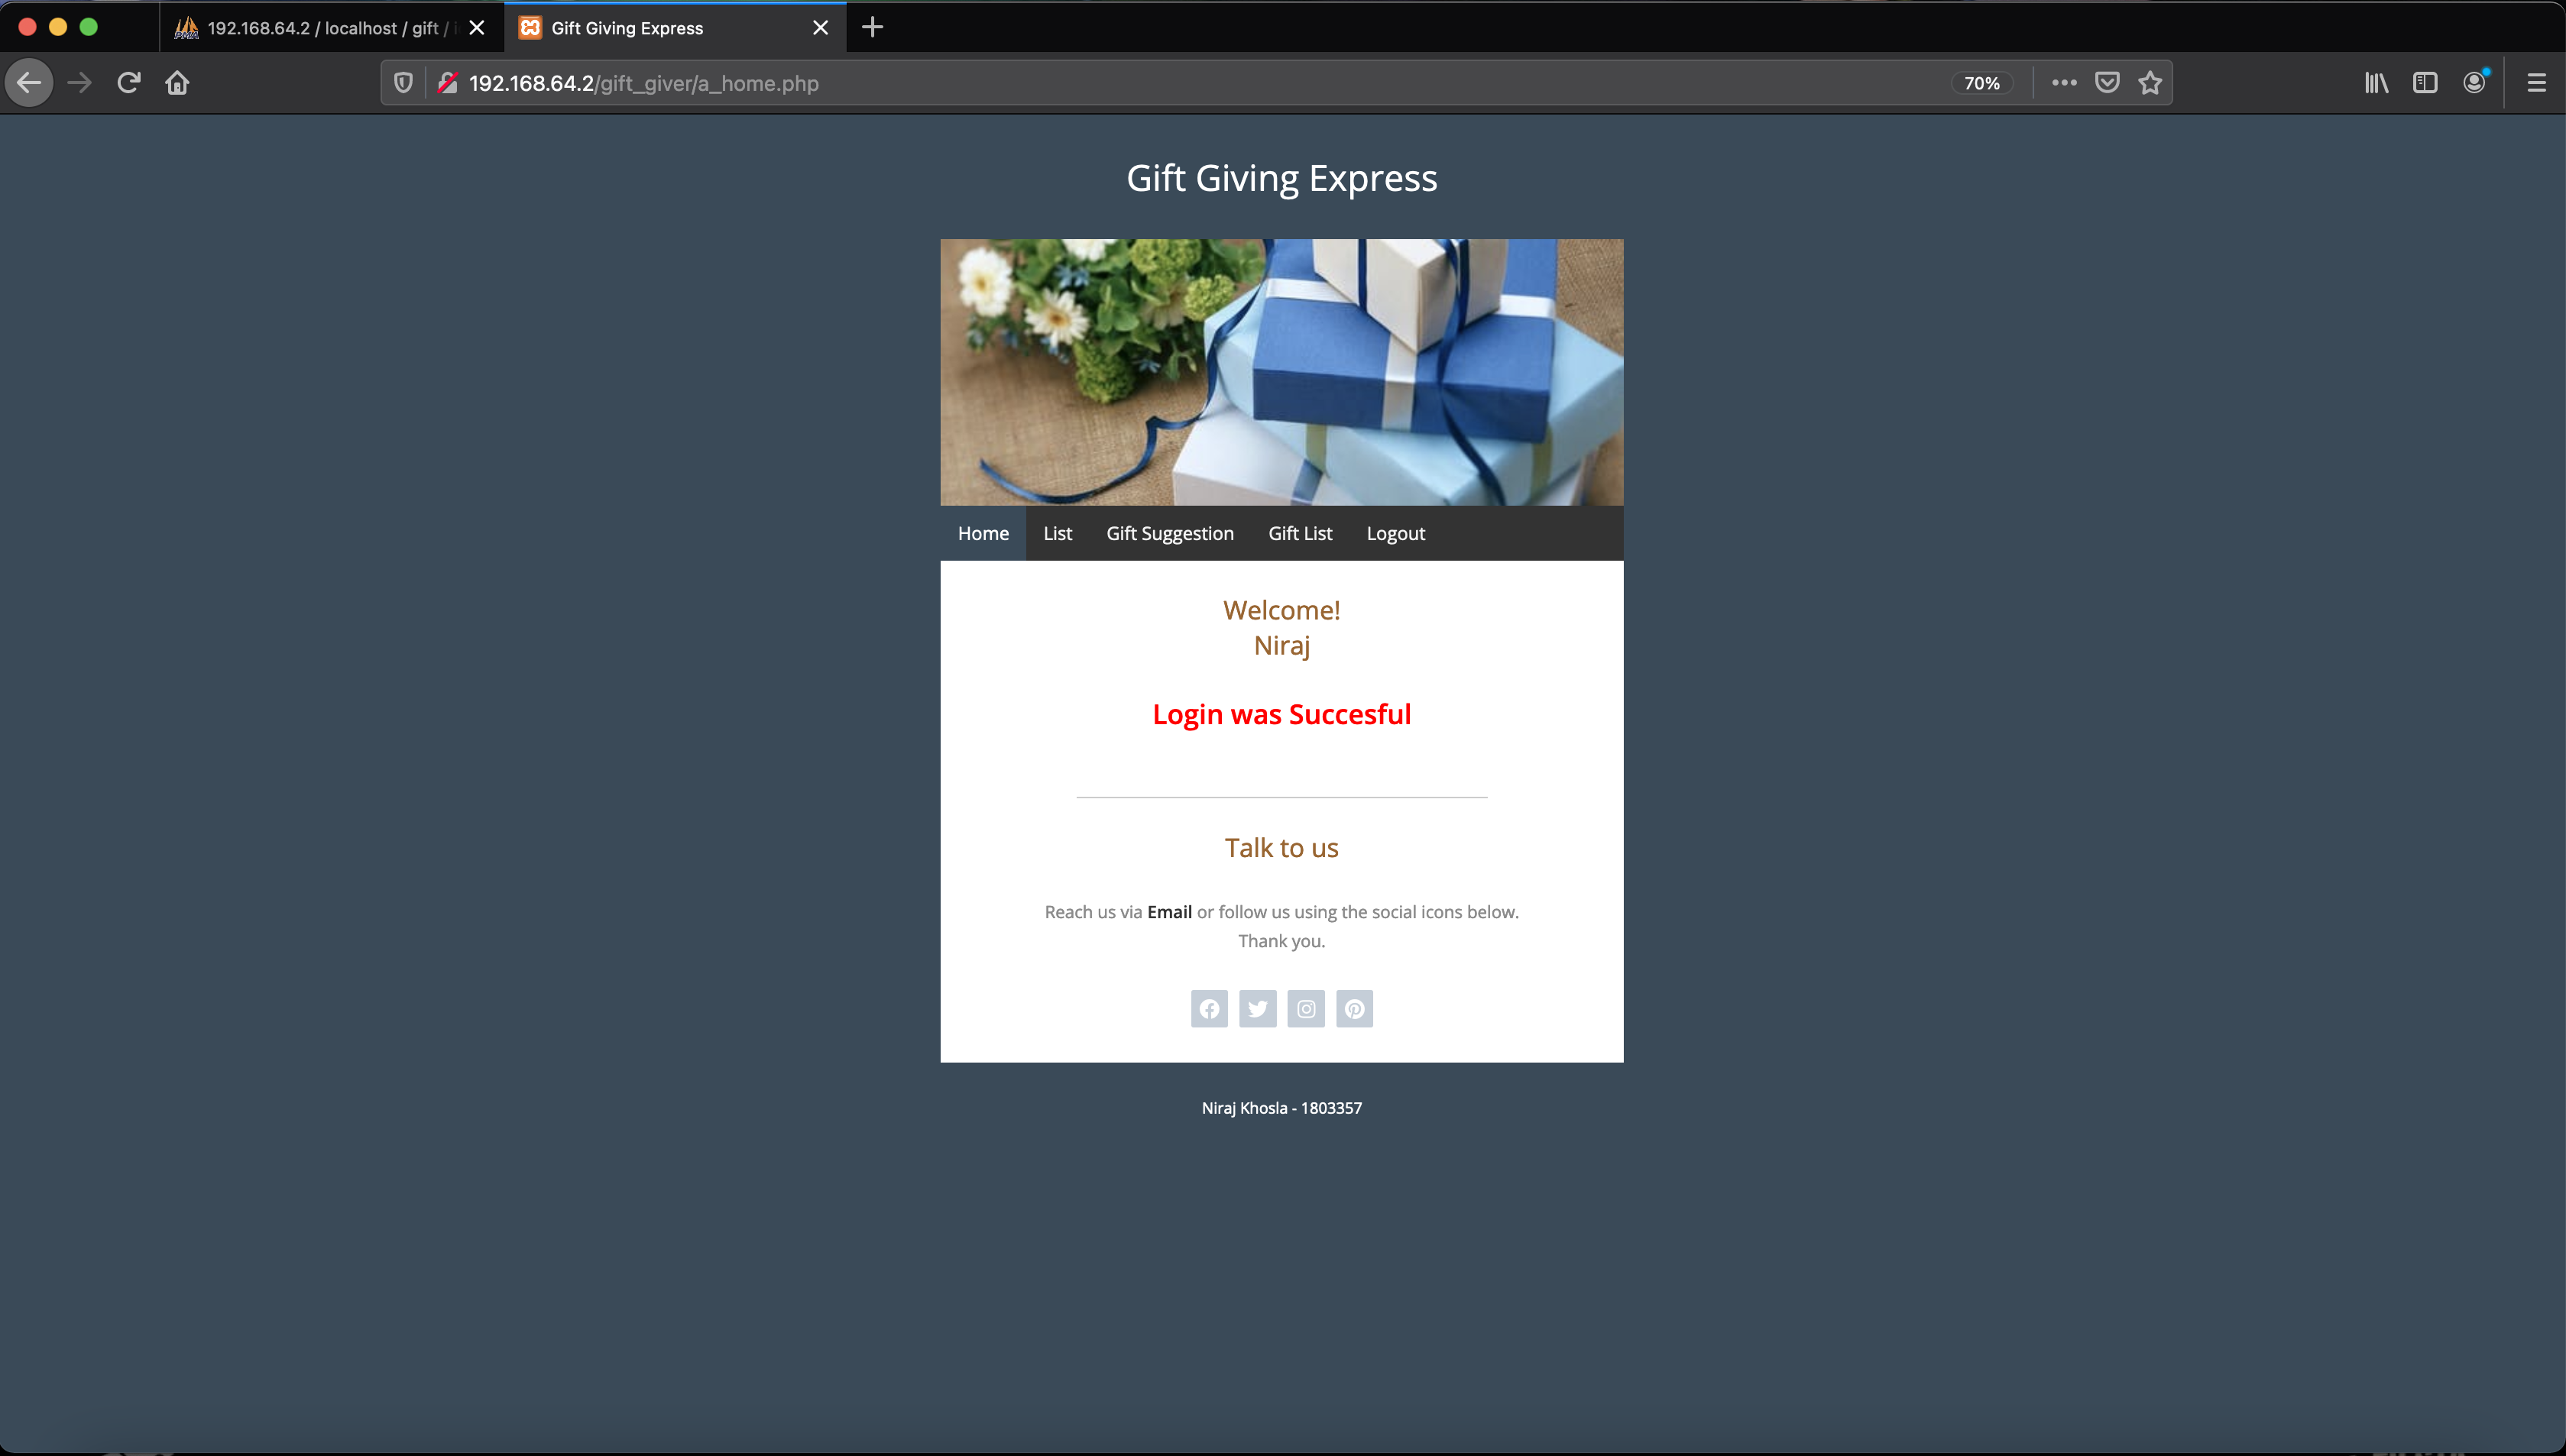 192.168.64.2 / localhost / gift /
Gift Giving Express
192.168.64.2/gift_giver/a_home.php
70%
Gift Giving Express
Home
List
Gift Suggestion
Gift List
Logout
Welcome!
Niraj
Login was Succesful
Talk to us
Reach us via Email or follow us using the social icons below.
Thank you.
Niraj Khosla - 1803357